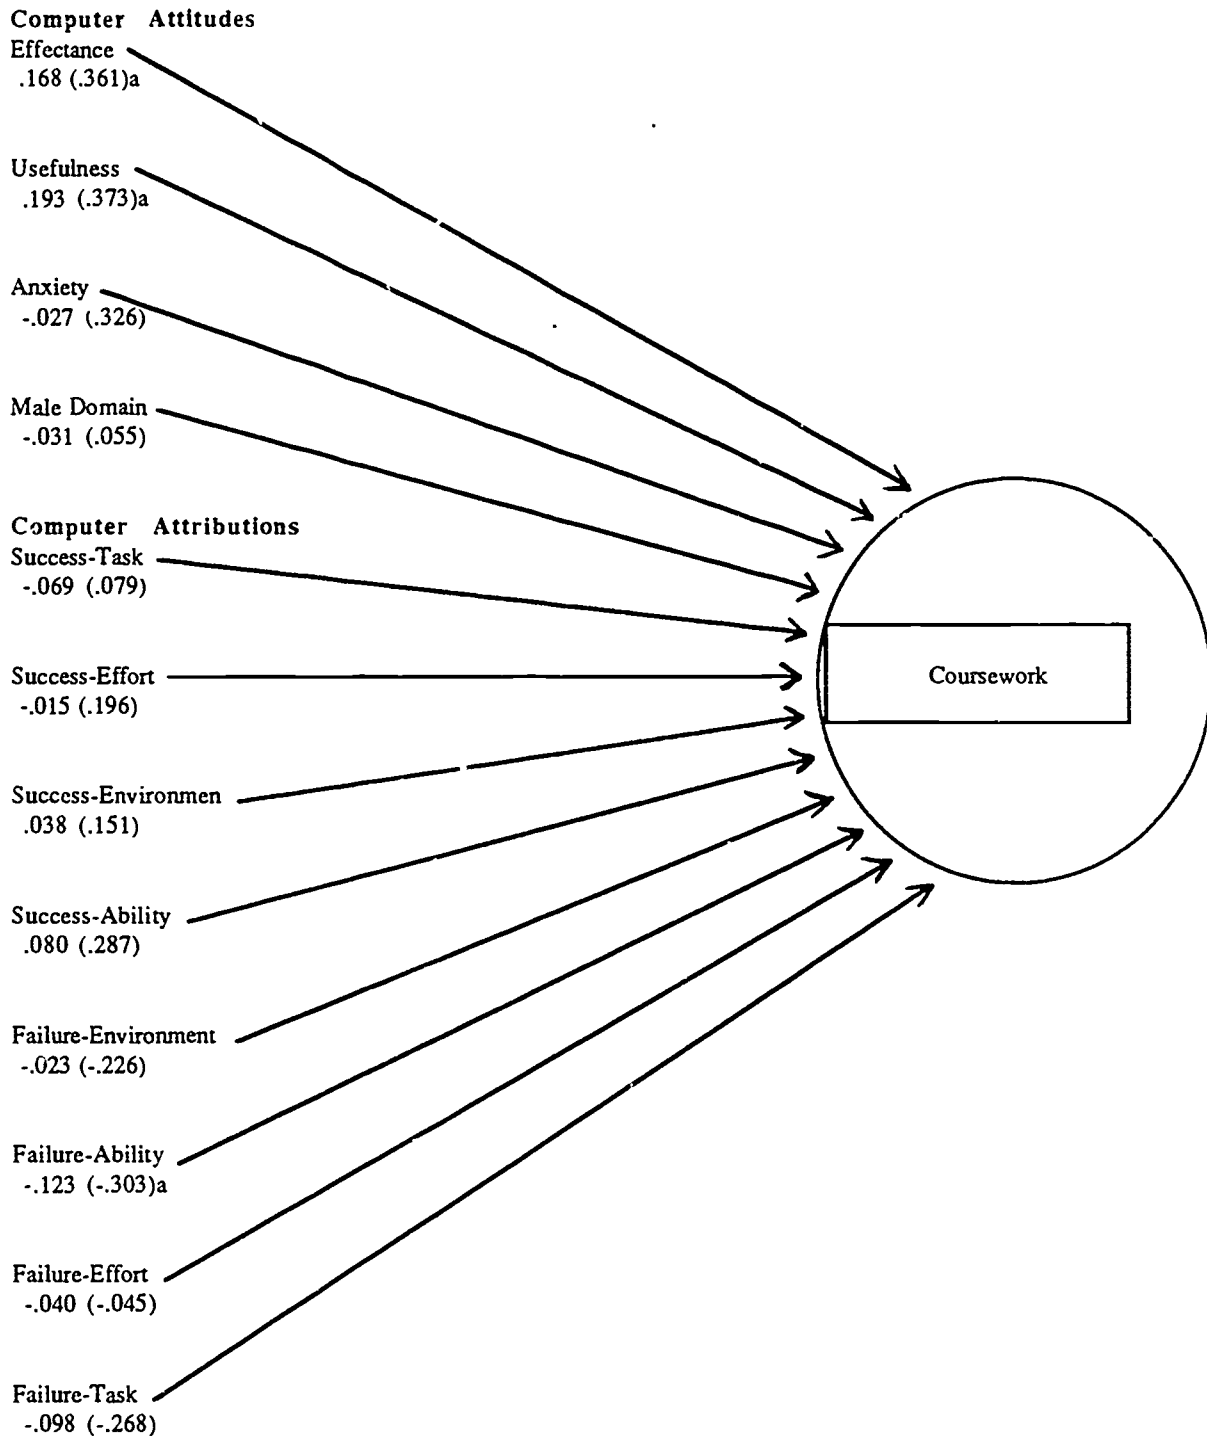 Computer Attitudes
Effectance
.168 (.361)a
Usefulness
.193 (.373)a
Anxiety
-.027 (.326)
Male Domain
-.031 (.055)
Computer Attributions
Success-Task
-.069 (.079)
Success-Effort
-.015 (.196)
Coursework
Success-Environmen
.038 (.151)
Success-Ability
.080 (.287)
Failure-Environment
-.023 (-.226)
Failure-Ability
-.123 (-.303)a
Failure-Effort
-.040 (-.045)
Failure-Task
-.098 (-.268)